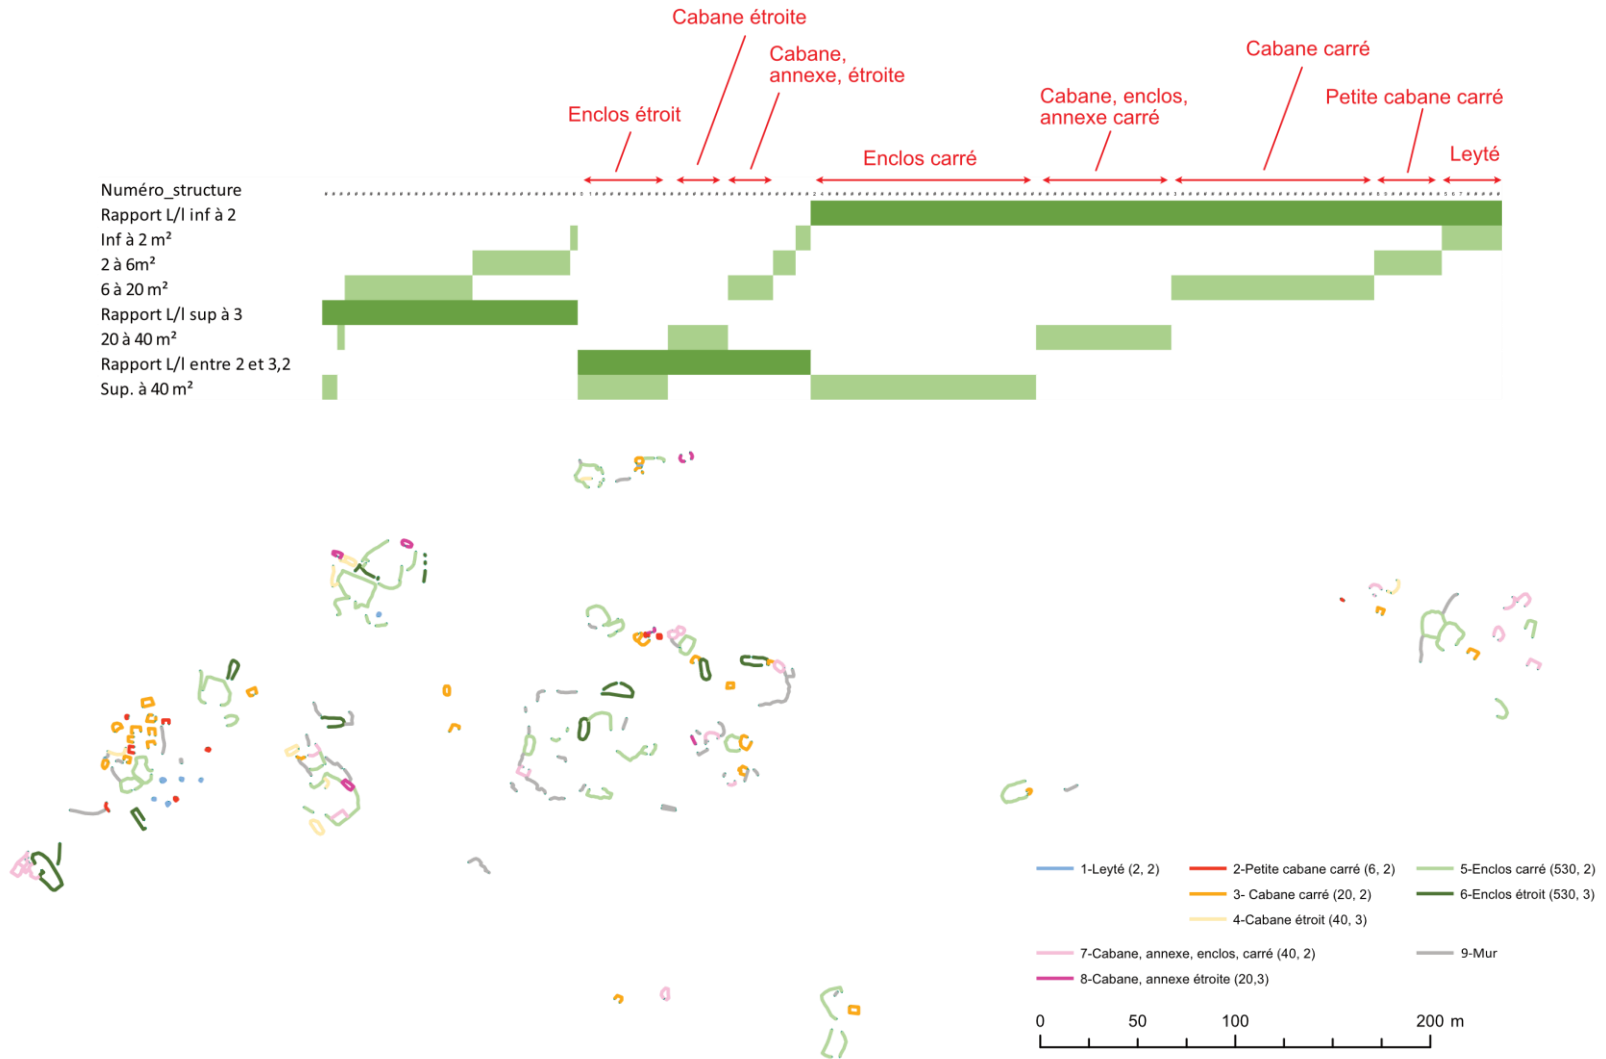 Cabane étroite
Cabane,
annexe, étroite
Cabane carré
Cabane, enclos,
annexe carré
Petite cabane carré
Enclos étroit
Enclos carré
Leyté
Numéro_structure
Rapport L/l inf à 2
Inf à 2 m²
2 à 6m²
6 à 20 m²
Rapport L/l sup à 3
20 à 40 m²
Rapport L/l entre 2 et 3,2
Sup. à 40 m²
1-Leyté (2, 2)
2-Petite cabane carré (6, 2)
5-Enclos carré (530, 2)
3- Cabane carré (20, 2)
6-Enclos étroit (530, 3)
4-Cabane étroit (40, 3)
7-Cabane, annexe, enclos, carré (40, 2)
9-Mur
8-Cabane, annexe étroite (20,3)
0 50 100 200 m